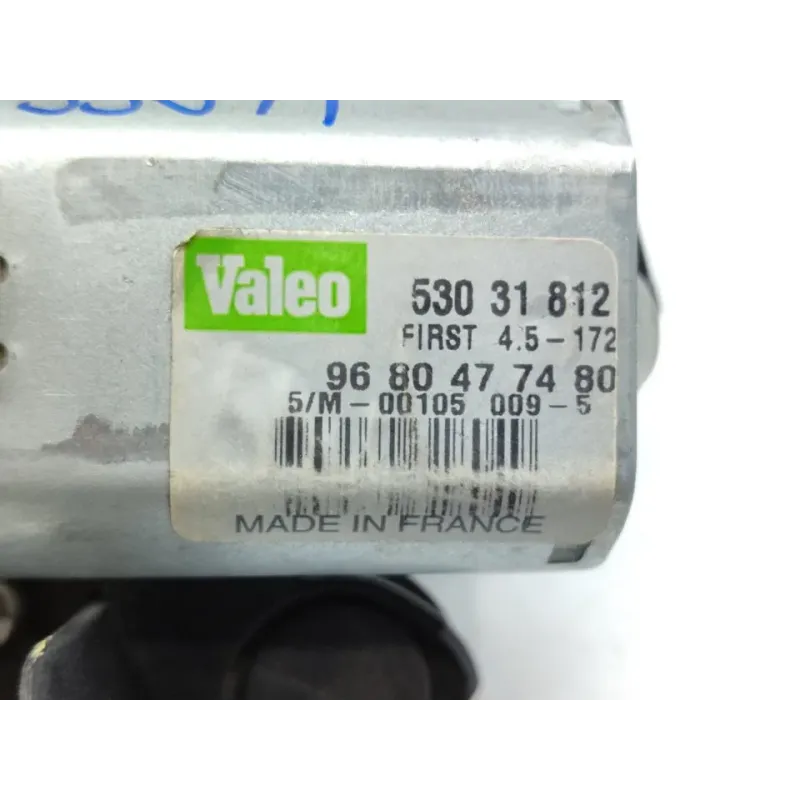 Valeo
530 31 812
FIRST 4.5-172
96 80 47 74 80
5/M-00105 009-5
MADE IN FRANCE